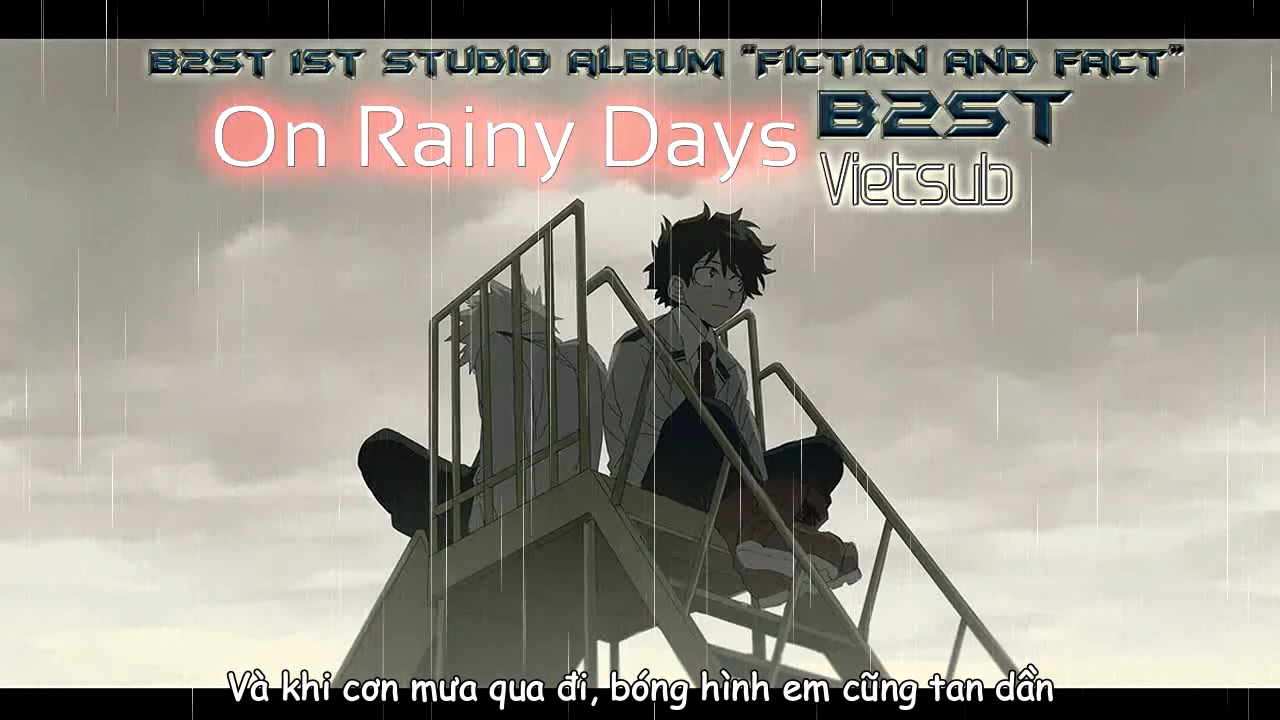 B2ST 1ST STUDIO ALBUM "FICTION AND FACT"
On Rainy Days
B2ST
Vietsub
Và khi cơn mưa qua đi, bóng hình em cũng tan dần